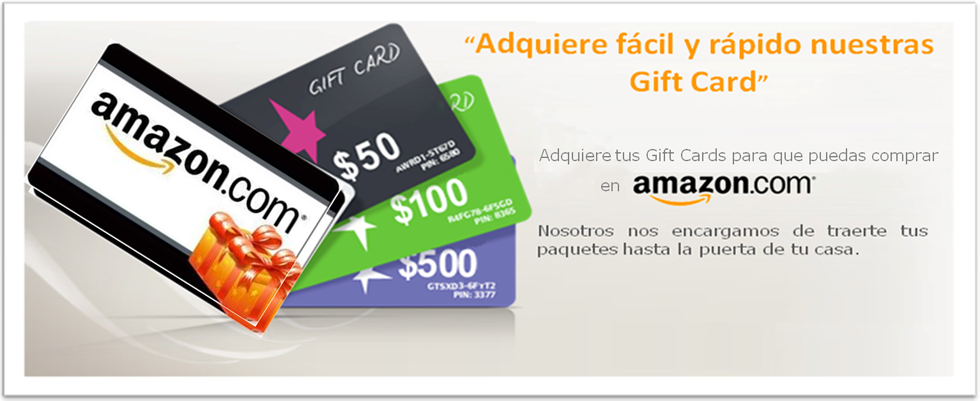 “Adquiere fácil y rápido nuestras
Gift Card”
Adquiere tus Gift Cards para que puedas comprar
en amazon.com®
Nosotros nos encargamos de traerte tus
paquetes hasta la puerta de tu casa.
amazon.com®
GIFT CARD
$50
AWRD1-5T67D
PIN: 6580
RD
$100
R4FG78-6F5GD
PIN: 8365
$500
GTSXD3-6FYT2
PIN: 3377